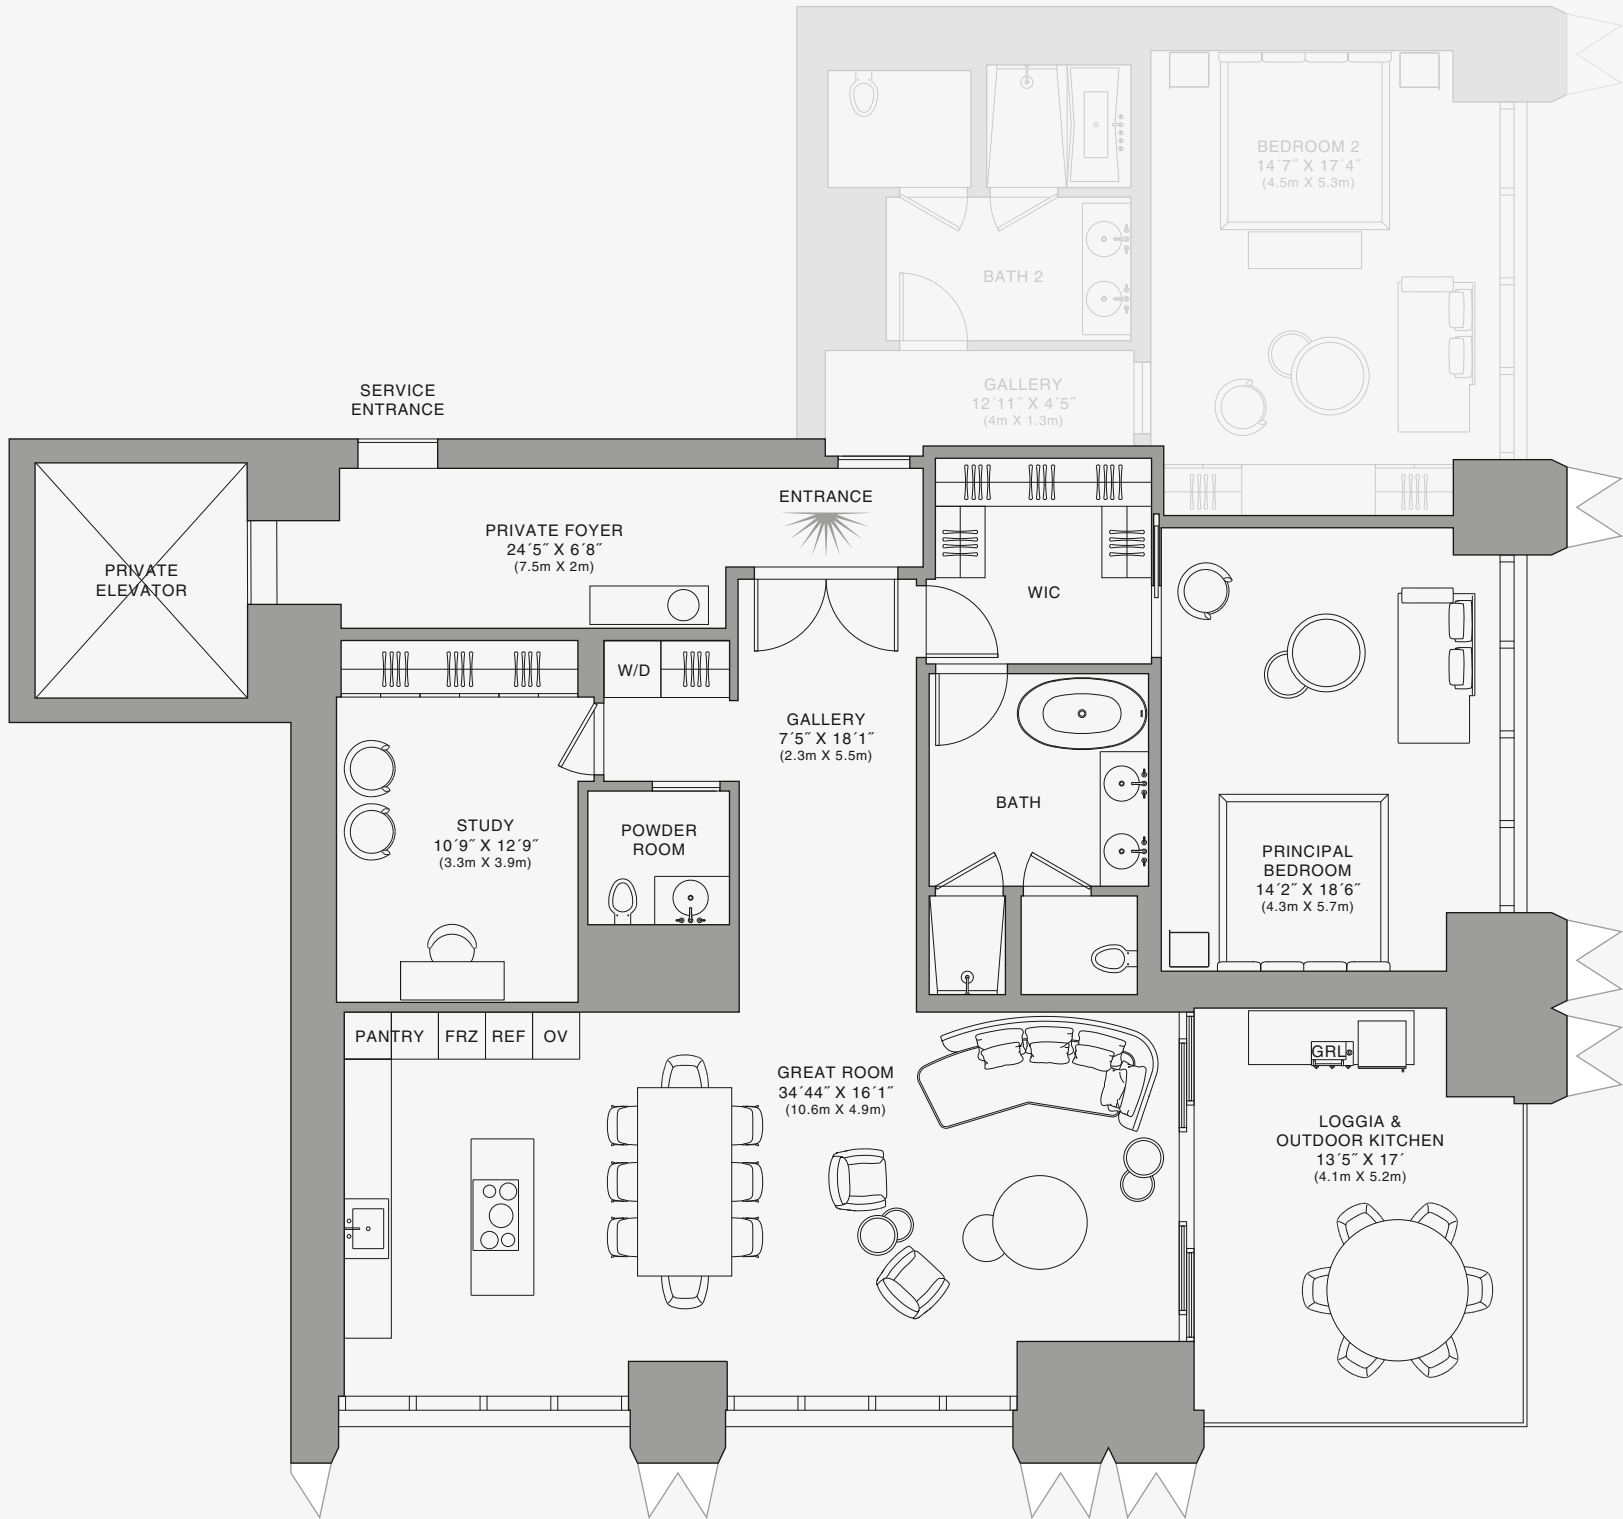 BEDROOM 2
14´7˝ X 17´4˝
(4.5m X 5.3m)
BATH 2
GALLERY
12´11˝ X 4´5˝
(4m X 1.3m)
SERVICE
ENTRANCE
ENTRANCE
PRIVATE FOYER
24´5˝ X 6´8˝
(7.5m X 2m)
PRIVATE
ELEVATOR
WIC
W/D
GALLERY
7´5˝ X 18´1˝
(2.3m X 5.5m)
BATH
STUDY
10´9˝ X 12´9˝
(3.3m X 3.9m)
POWDER
ROOM
PRINCIPAL
BEDROOM
14´2˝ X 18´6˝
(4.3m X 5.7m)
PANTRY
FRZ
REF
OV
GREAT ROOM
34´44˝ X 16´1˝
(10.6m X 4.9m)
GRL
LOGGIA &
OUTDOOR KITCHEN
13´5˝ X 17´
(4.1m X 5.2m)